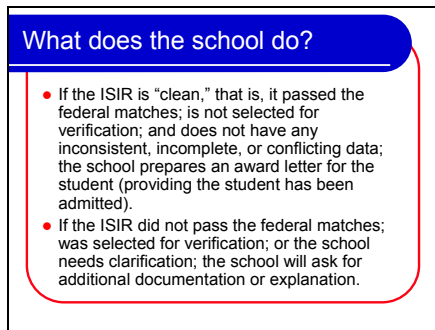 What does the school do?
● If the ISIR is “clean,” that is, it passed the
federal matches; is not selected for
verification; and does not have any
inconsistent, incomplete, or conflicting data;
the school prepares an award letter for the
student (providing the student has been
admitted).
● If the ISIR did not pass the federal matches;
was selected for verification; or the school
needs clarification; the school will ask for
additional documentation or explanation.